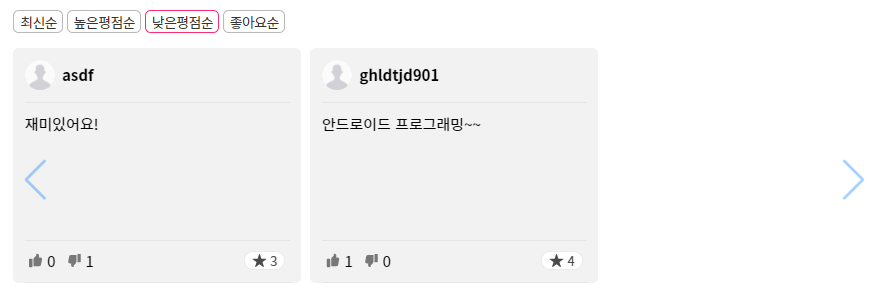 최신순 높은평점순 낮은평점순 좋아요순
asdf
재미있어요!
0 1 3
ghldtjd901
안드로이드 프로그래밍~~
1 0 4